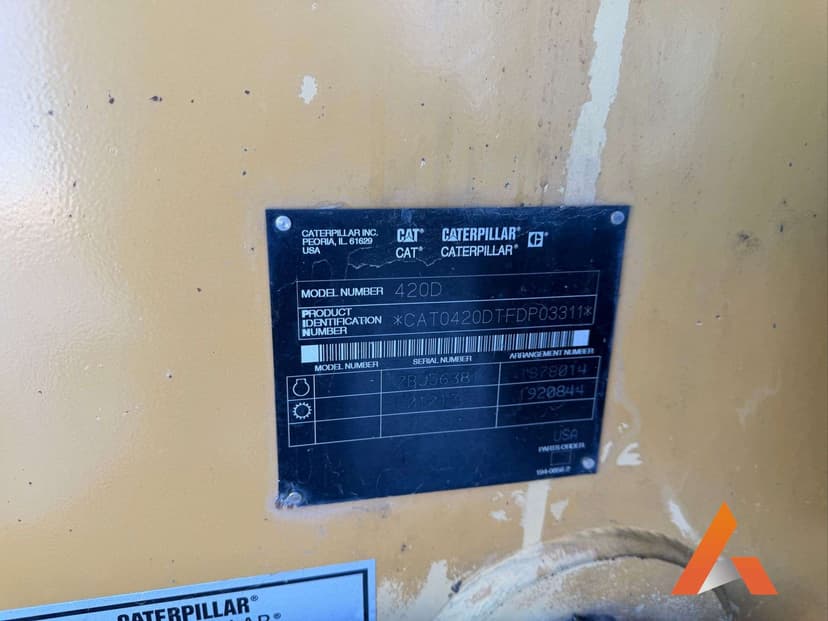 CATERPILLAR INC.
PEORIA, IL. 61629
USA
CAT® CATERPILLAR® C®
CAT® CATERPILLAR®
MODEL NUMBER 420D
PRODUCT
IDENTIFICATION
NUMBER *CAT0420DTFDP03311*
MODEL NUMBER SERIAL NUMBER ARRANGEMENT NUMBER
1920844
USA
PARTS ORDER
CATERPILLAR®